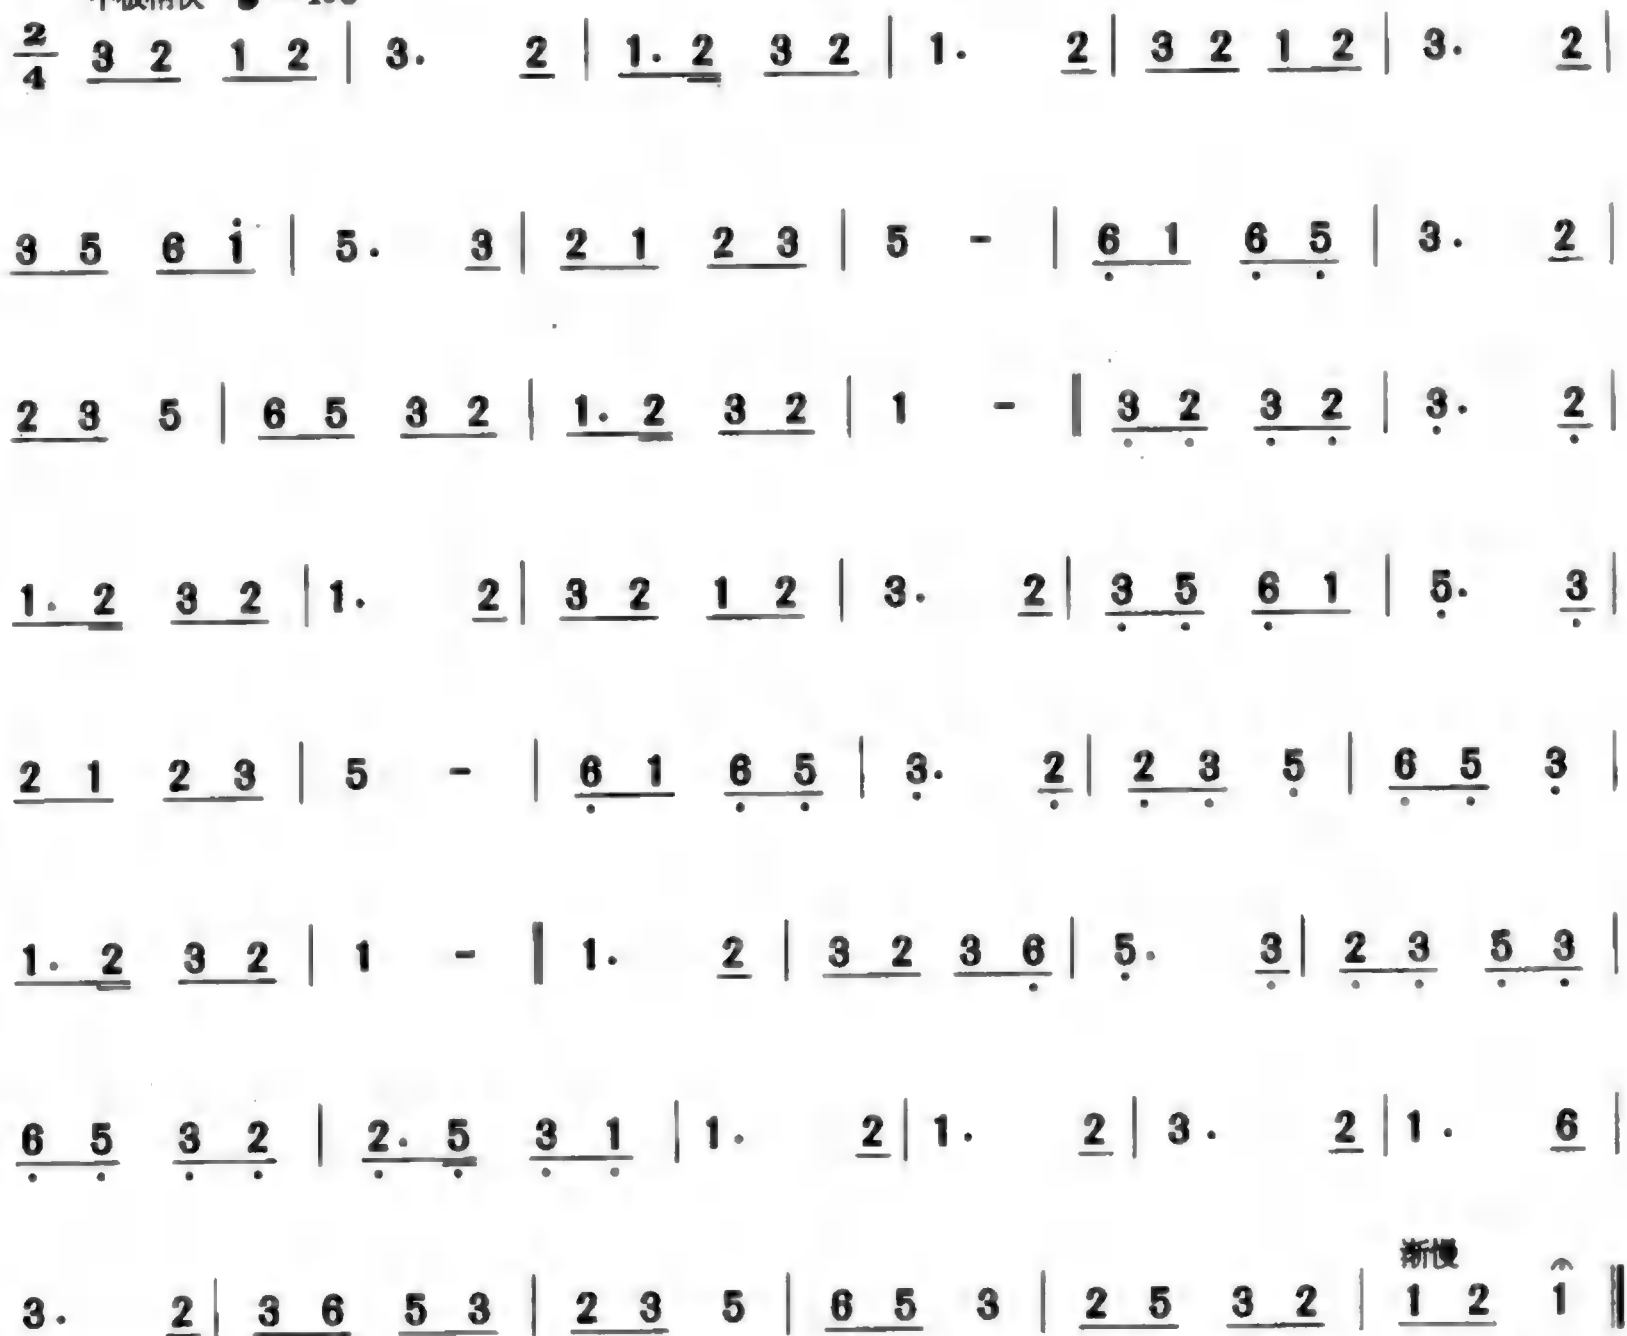 2/4 3 2 1 2 | 3. 2 | 1. 2 3 2 | 1. 2 | 3 2 1 2 | 3. 2 |
3 5 6 i | 5. 3 | 2 1 2 3 | 5 - | 6̣ 1 6̣ 5̣ | 3. 2 |
2 3 5 | 6 5 3 2 | 1. 2 3 2 | 1 - ‖ 3̣ 2̣ 3̣ 2̣ | 3̣. 2̣ |
1. 2 3 2 | 1. 2 | 3 2 1 2 | 3. 2 | 3̣ 5̣ 6̣ 1 | 5̣. 3̣ |
2 1 2 3 | 5 - | 6̣ 1 6̣ 5̣ | 3̣. 2̣ | 2̣ 3̣ 5̣ | 6̣ 5̣ 3̣ |
1. 2 3 2 | 1 - ‖ 1. 2 | 3 2 3 6̣ | 5̣. 3̣ | 2̣ 3̣ 5̣ 3̣ |
6̣ 5̣ 3̣ 2̣ | 2̣. 5̣ 3̣ 1̣ | 1. 2 | 1. 2 | 3. 2 | 1. 6 |
渐慢
3. 2 | 3 6 5 3 | 2 3 5 | 6 5 3 | 2 5 3 2 | 1 2 1 ‖